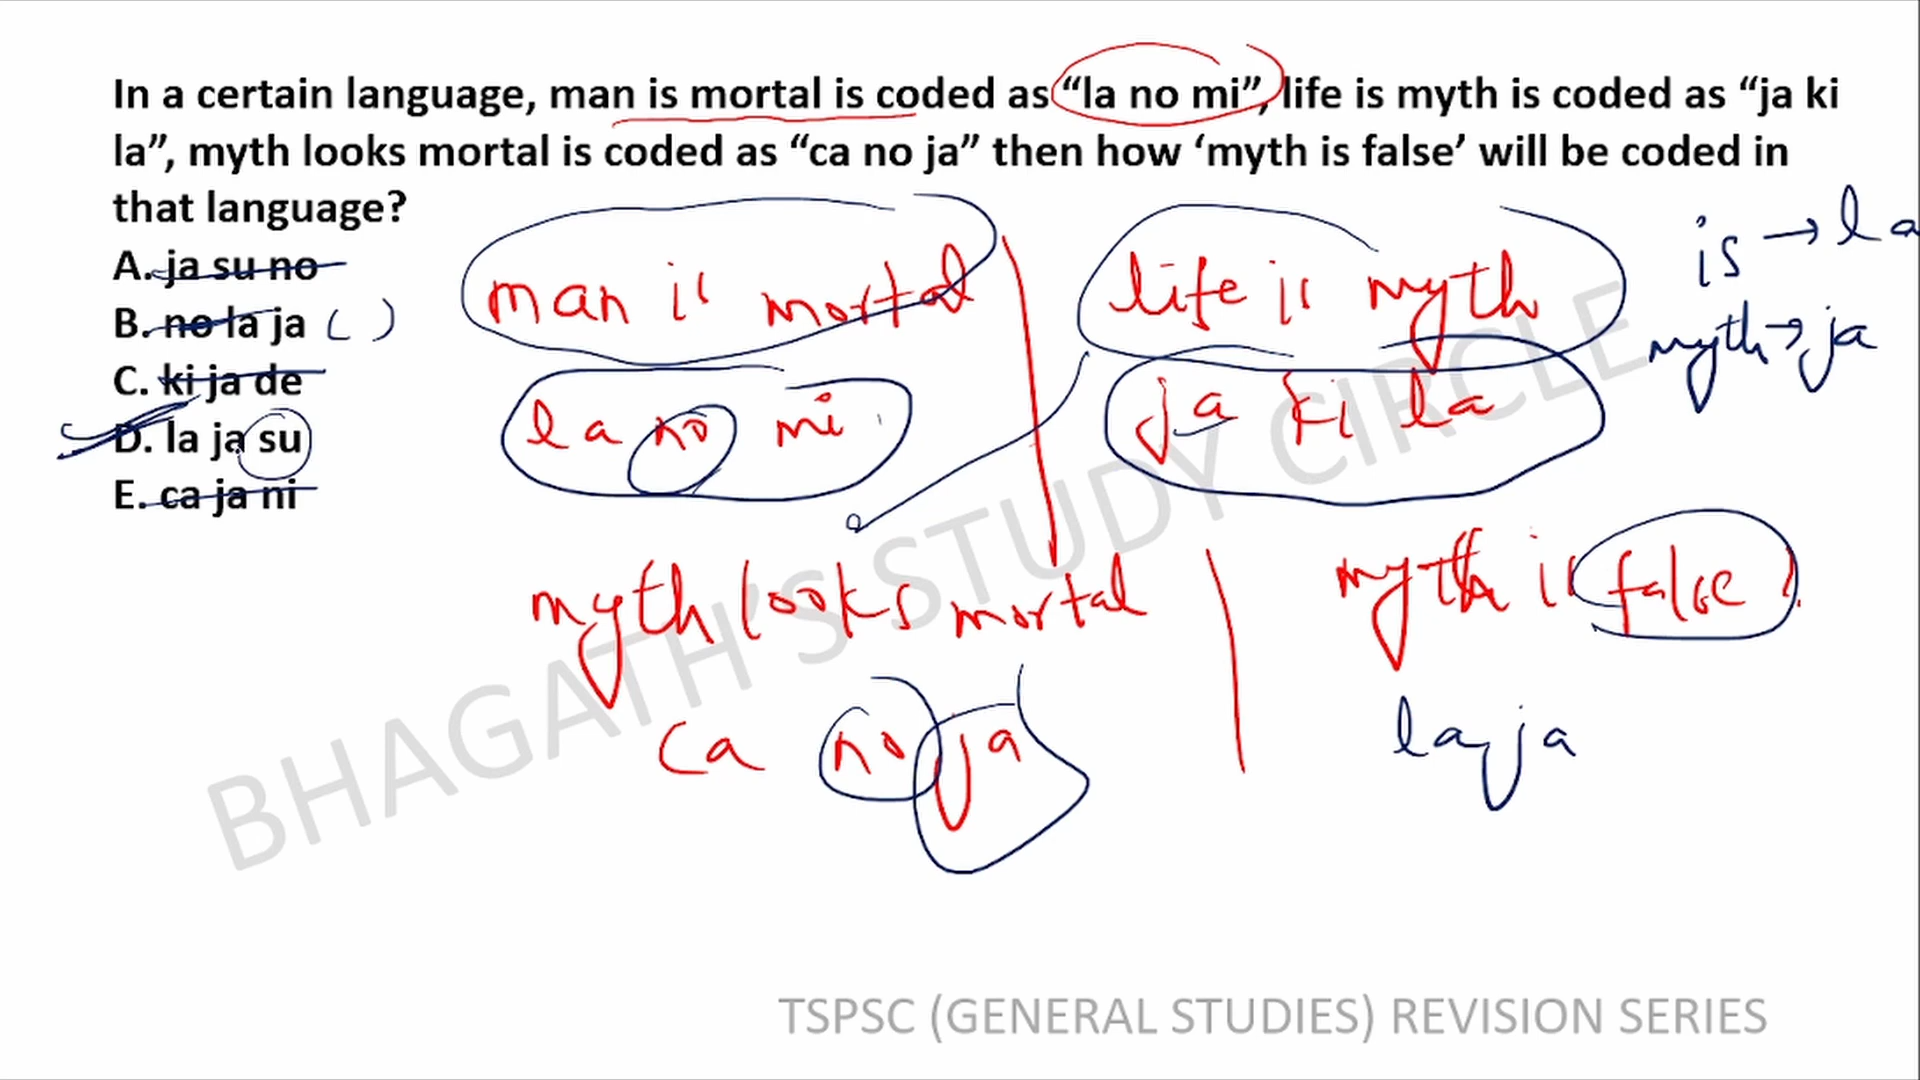 In a certain language, man is mortal is coded as “la no mi”, life is myth is coded as “ja ki
la”, myth looks mortal is coded as “ca no ja” then how ‘myth is false’ will be coded in
that language?
A. ja su no
B. no la ja ( )
C. ki ja de
D. la ja su
E. ca ja ni
man is mortal
life is myth
is → la
myth → ja
la no mi
ja ki la
myth looks mortal
myth is false ?
ca no ja
la ja
BHAGATH'S STUDY CIRCLE
TSPSC (GENERAL STUDIES) REVISION SERIES